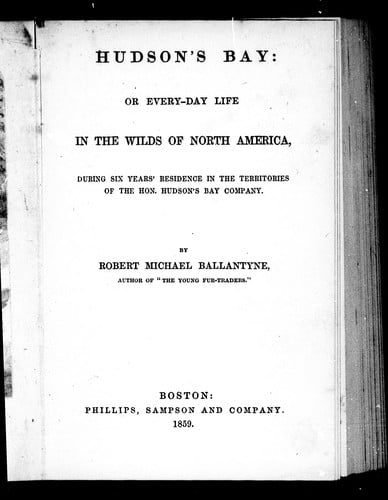 HUDSON'S BAY:
OR EVERY-DAY LIFE
IN THE WILDS OF NORTH AMERICA,
DURING SIX YEARS' RESIDENCE IN THE TERRITORIES
OF THE HON. HUDSON'S BAY COMPANY.
BY
ROBERT MICHAEL BALLANTYNE,
AUTHOR OF "THE YOUNG FUR-TRADERS."
BOSTON:
PHILLIPS, SAMPSON AND COMPANY.
1859.